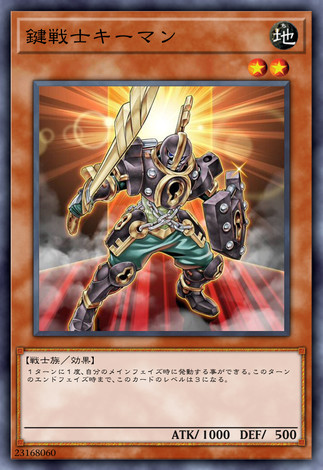 鍵戦士キーマン
地
【戦士族／効果】
１ターンに１度、自分のメインフェイズ時に発動する事ができる。このターン
のエンドフェイズ時まで、このカードのレベルは３になる。
ATK/ 1000 DEF/ 500
23168060